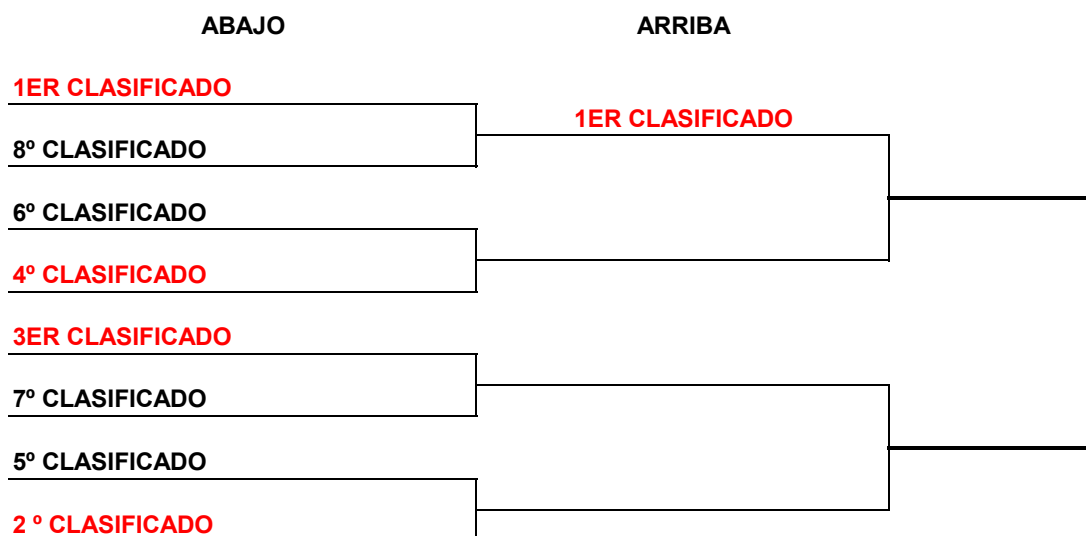 ABAJO ARRIBA
1ER CLASIFICADO
1ER CLASIFICADO
8º CLASIFICADO
6º CLASIFICADO
4º CLASIFICADO
3ER CLASIFICADO
7º CLASIFICADO
5º CLASIFICADO
2 º CLASIFICADO